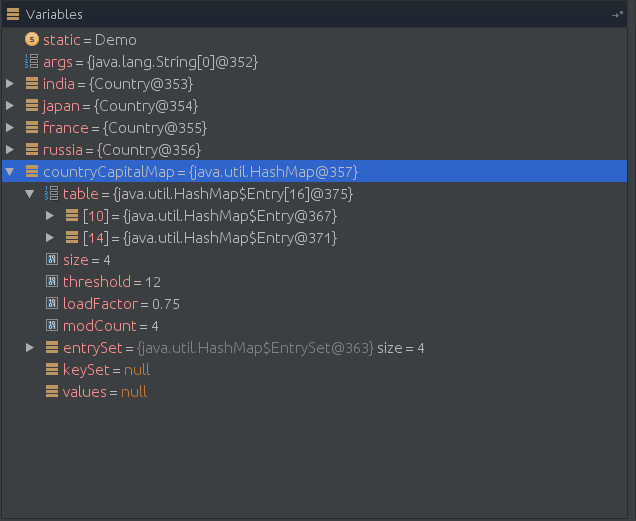 Variables
static = Demo
args = {java.lang.String[0]@352}
india = {Country@353}
japan = {Country@354}
france = {Country@355}
russia = {Country@356}
countryCapitalMap = {java.util.HashMap@357}
table = {java.util.HashMap$Entry[16]@375}
[10] = {java.util.HashMap$Entry@367}
[14] = {java.util.HashMap$Entry@371}
size = 4
threshold = 12
loadFactor = 0.75
modCount = 4
entrySet = {java.util.HashMap$EntrySet@363} size = 4
keySet = null
values = null